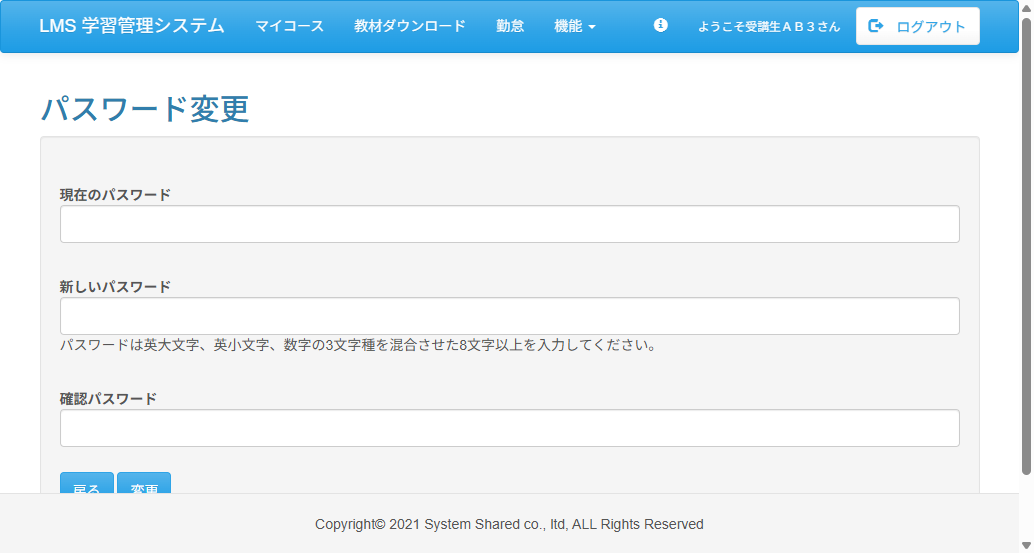 LMS 学習管理システム マイコース 教材ダウンロード 勤怠 機能 ようこそ受講生ＡＢ３さん ログアウト
パスワード変更
現在のパスワード
新しいパスワード
パスワードは英大文字、英小文字、数字の3文字種を混合させた8文字以上を入力してください。
確認パスワード
戻る 変更
Copyright© 2021 System Shared co., ltd, ALL Rights Reserved